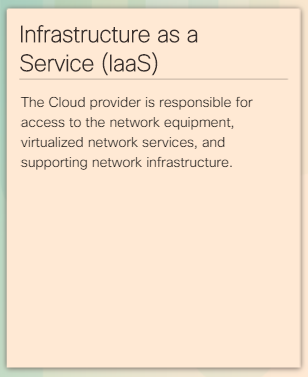 Infrastructure as a
Service (IaaS)
The Cloud provider is responsible for
access to the network equipment,
virtualized network services, and
supporting network infrastructure.